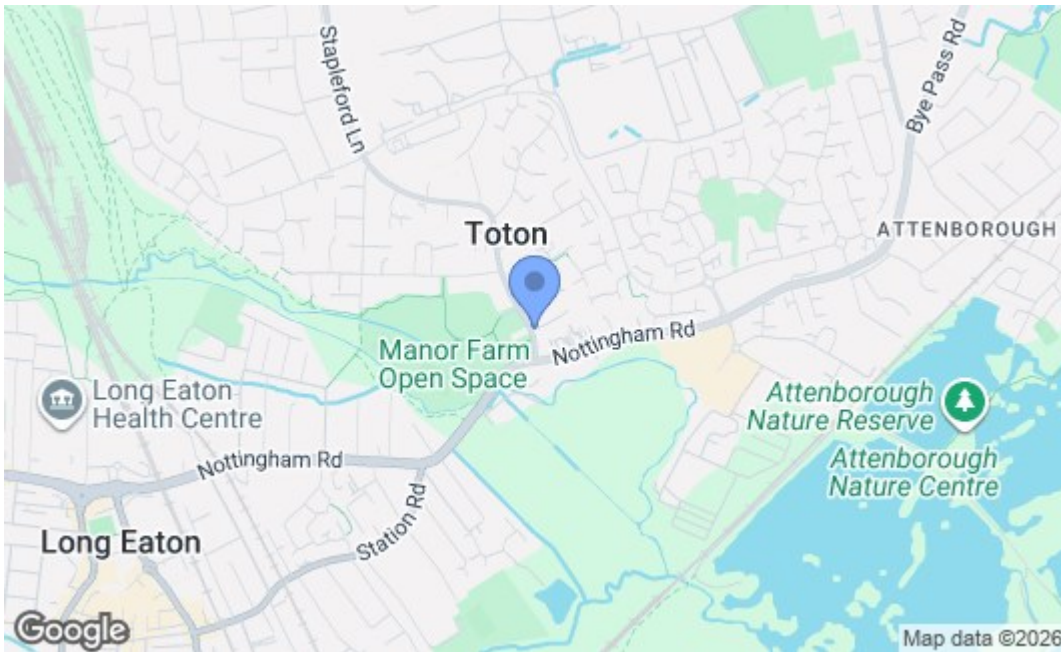 Stapleford Ln
Bye Pass Rd
Toton
ATTENBOROUGH
Nottingham Rd
Manor Farm
Open Space
Long Eaton
Health Centre
Attenborough
Nature Reserve
Attenborough
Nature Centre
Nottingham Rd
Station Rd
Long Eaton
Google
Map data ©2026